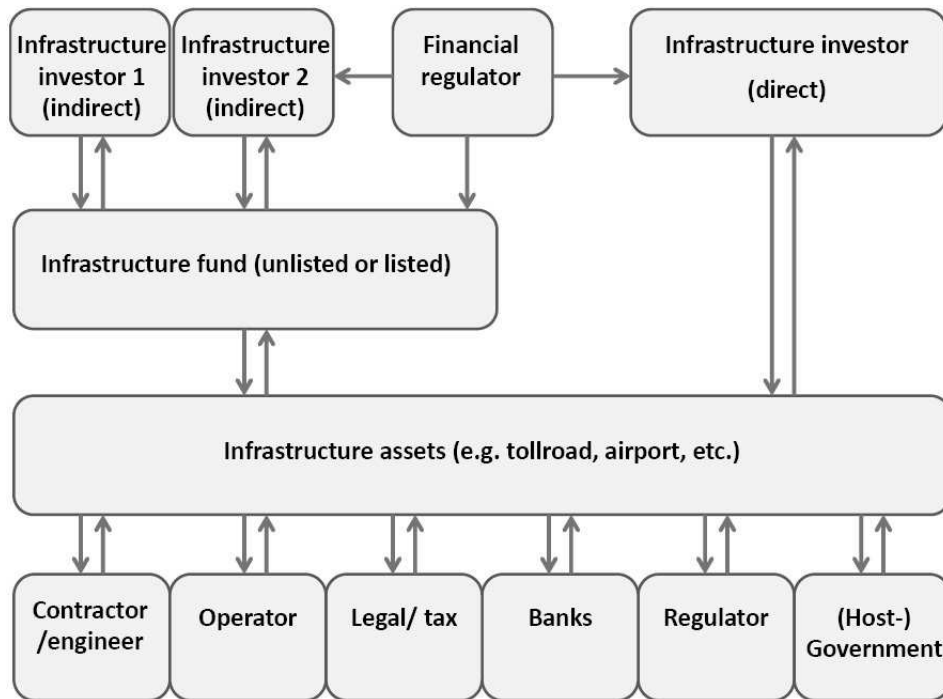 Infrastructure
investor 1
(indirect)
Infrastructure
investor 2
(indirect)
Financial
regulator
Infrastructure investor
(direct)
Infrastructure fund (unlisted or listed)
Infrastructure assets (e.g. tollroad, airport, etc.)
Contractor
/engineer
Operator
Legal/ tax
Banks
Regulator
(Host-)
Government